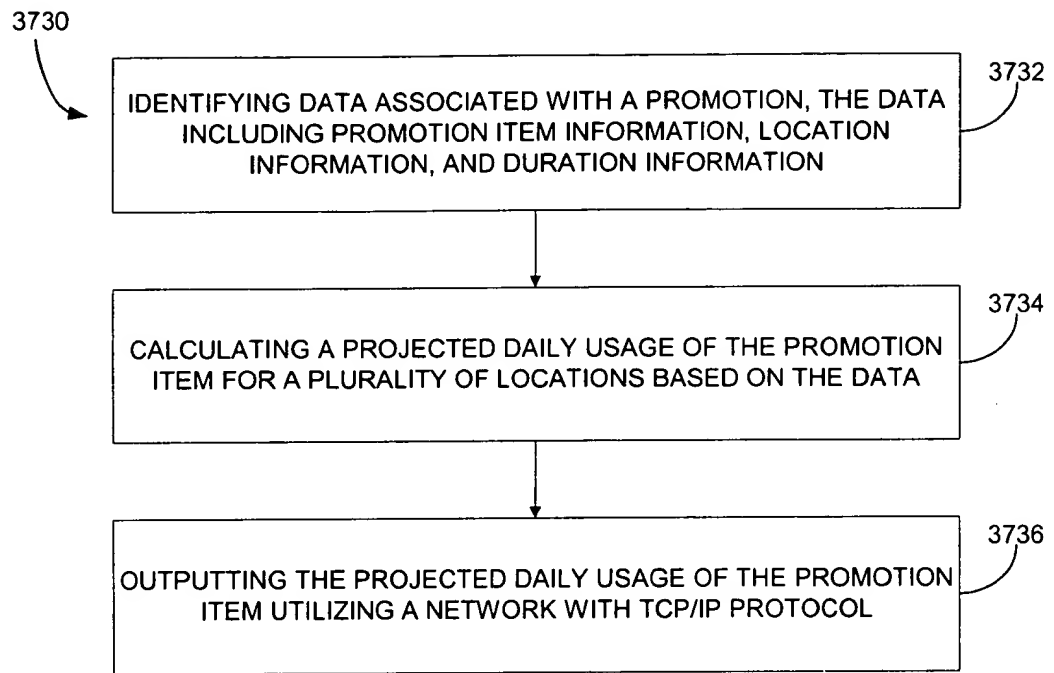 3730
3732
IDENTIFYING DATA ASSOCIATED WITH A PROMOTION, THE DATA
INCLUDING PROMOTION ITEM INFORMATION, LOCATION
INFORMATION, AND DURATION INFORMATION
3734
CALCULATING A PROJECTED DAILY USAGE OF THE PROMOTION
ITEM FOR A PLURALITY OF LOCATIONS BASED ON THE DATA
3736
OUTPUTTING THE PROJECTED DAILY USAGE OF THE PROMOTION
ITEM UTILIZING A NETWORK WITH TCP/IP PROTOCOL